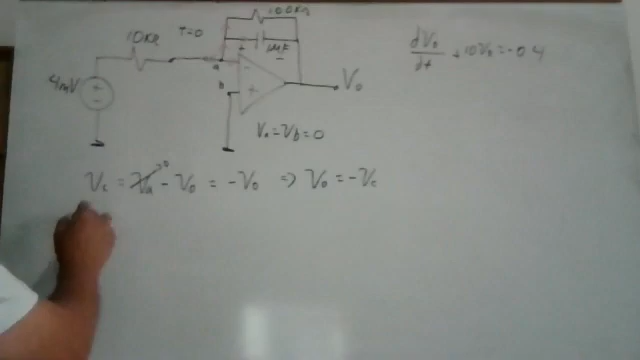 100KΩ
10KΩ
T=0
+
1μF
a
-
4mV
+
-
b
+
V₀
Va = Vb = 0
dV₀/dt + 10V₀ = -0.4
Vc = Va⁰ - V₀ = -V₀ => V₀ = -Vc